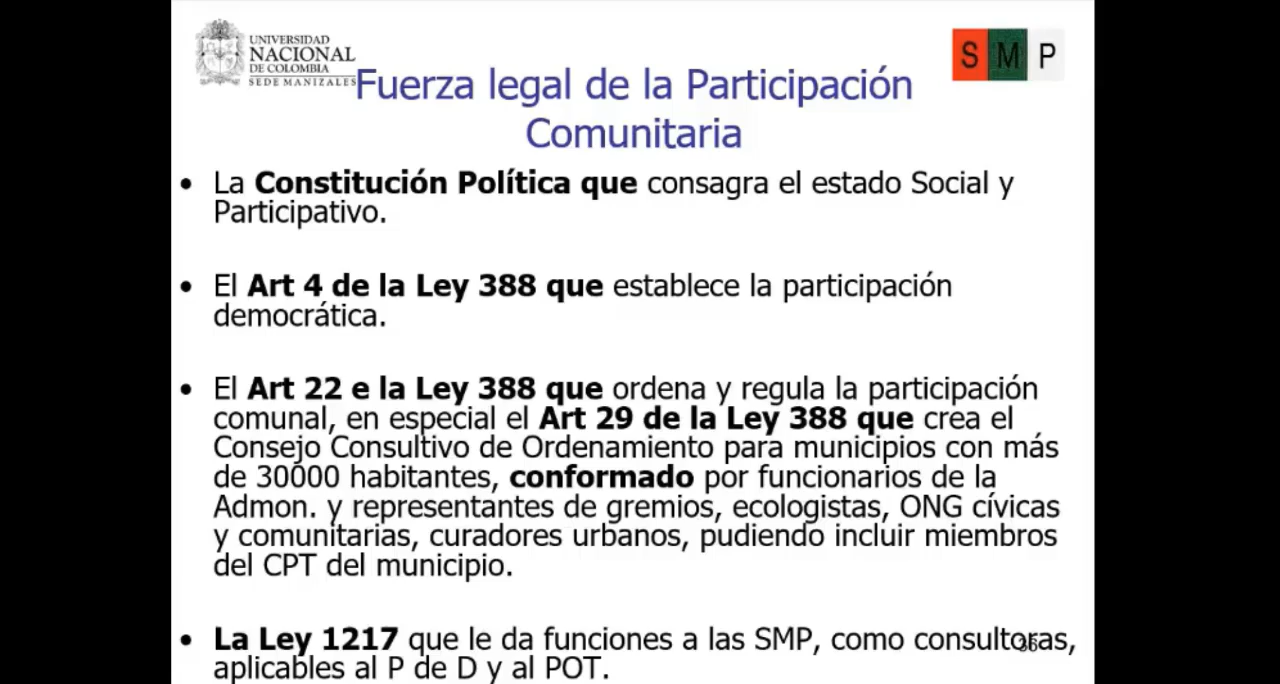 UNIVERSIDAD
NACIONAL
DE COLOMBIA
SEDE MANIZALES
S M P
Fuerza legal de la Participación
Comunitaria
• La Constitución Política que consagra el estado Social y
Participativo.
• El Art 4 de la Ley 388 que establece la participación
democrática.
• El Art 22 e la Ley 388 que ordena y regula la participación
comunal, en especial el Art 29 de la Ley 388 que crea el
Consejo Consultivo de Ordenamiento para municipios con más
de 30000 habitantes, conformado por funcionarios de la
Admon. y representantes de gremios, ecologistas, ONG cívicas
y comunitarias, curadores urbanos, pudiendo incluir miembros
del CPT del municipio.
• La Ley 1217 que le da funciones a las SMP, como consultoras,
36
aplicables al P de D y al POT.